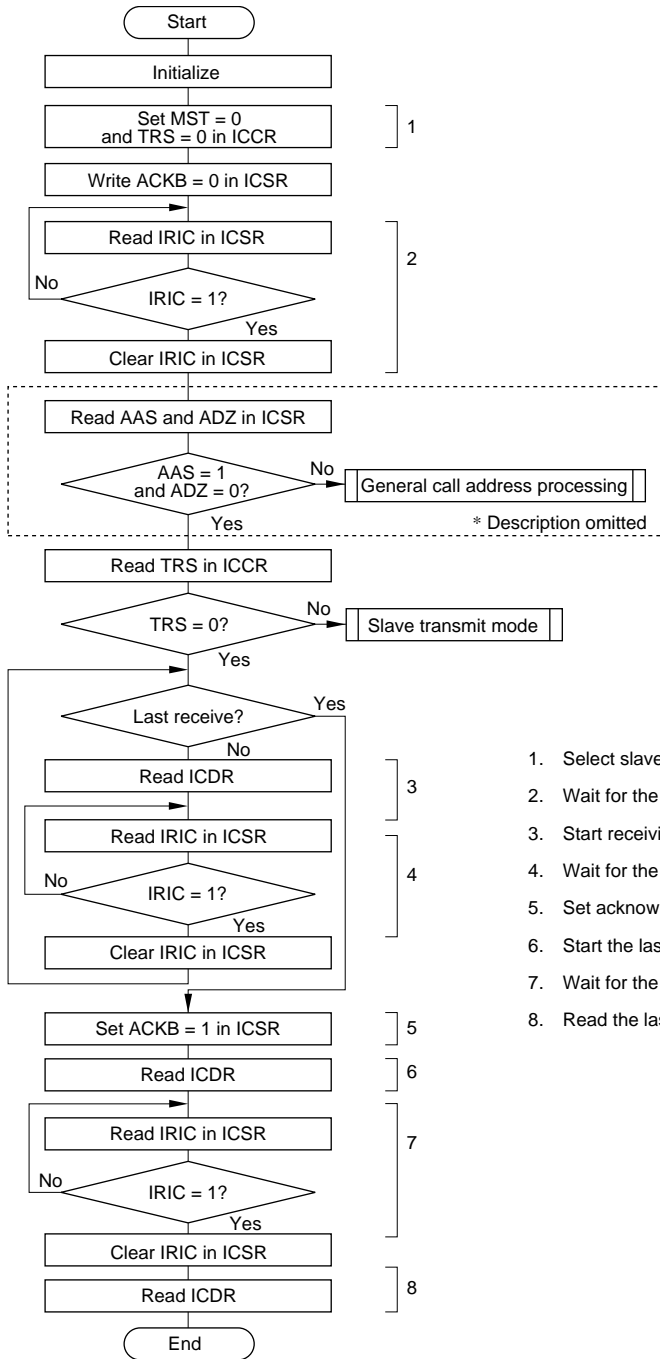 Start
Initialize
Set MST = 0
and TRS = 0 in ICCR
1
Write ACKB = 0 in ICSR
Read IRIC in ICSR
2
No
IRIC = 1?
Yes
Clear IRIC in ICSR
Read AAS and ADZ in ICSR
AAS = 1
and ADZ = 0?
No
General call address processing
Yes
* Description omitted
Read TRS in ICCR
TRS = 0?
No
Slave transmit mode
Yes
Last receive?
Yes
No
Read ICDR
3
Read IRIC in ICSR
4
No
IRIC = 1?
Yes
Clear IRIC in ICSR
Set ACKB = 1 in ICSR
5
Read ICDR
6
Read IRIC in ICSR
7
No
IRIC = 1?
Yes
Clear IRIC in ICSR
Read ICDR
8
End
1. Select slave
2. Wait for the
3. Start
4. Wait for the
5. Set
6. Start the
7. Wait for the
8. Read the